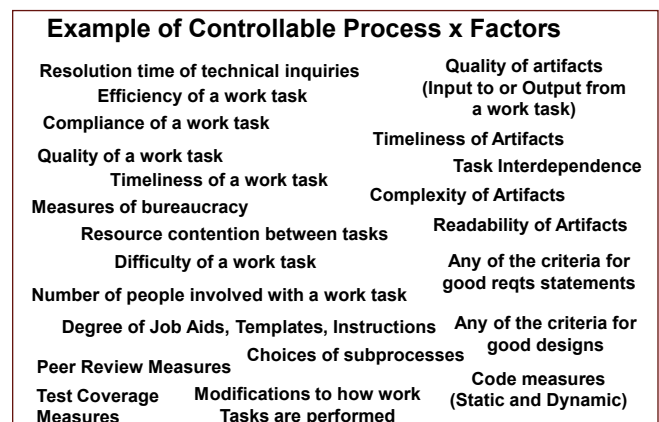 Example of Controllable Process x Factors
Resolution time of technical inquiries
Efficiency of a work task
Compliance of a work task
Quality of a work task
Timeliness of a work task
Measures of bureaucracy
Resource contention between tasks
Difficulty of a work task
Number of people involved with a work task
Degree of Job Aids, Templates, Instructions
Peer Review Measures
Choices of subprocesses
Test Coverage
Measures
Modifications to how work
Tasks are performed
Quality of artifacts
(Input to or Output from
a work task)
Timeliness of Artifacts
Task Interdependence
Complexity of Artifacts
Readability of Artifacts
Any of the criteria for
good reqts statements
Any of the criteria for
good designs
Code measures
(Static and Dynamic)